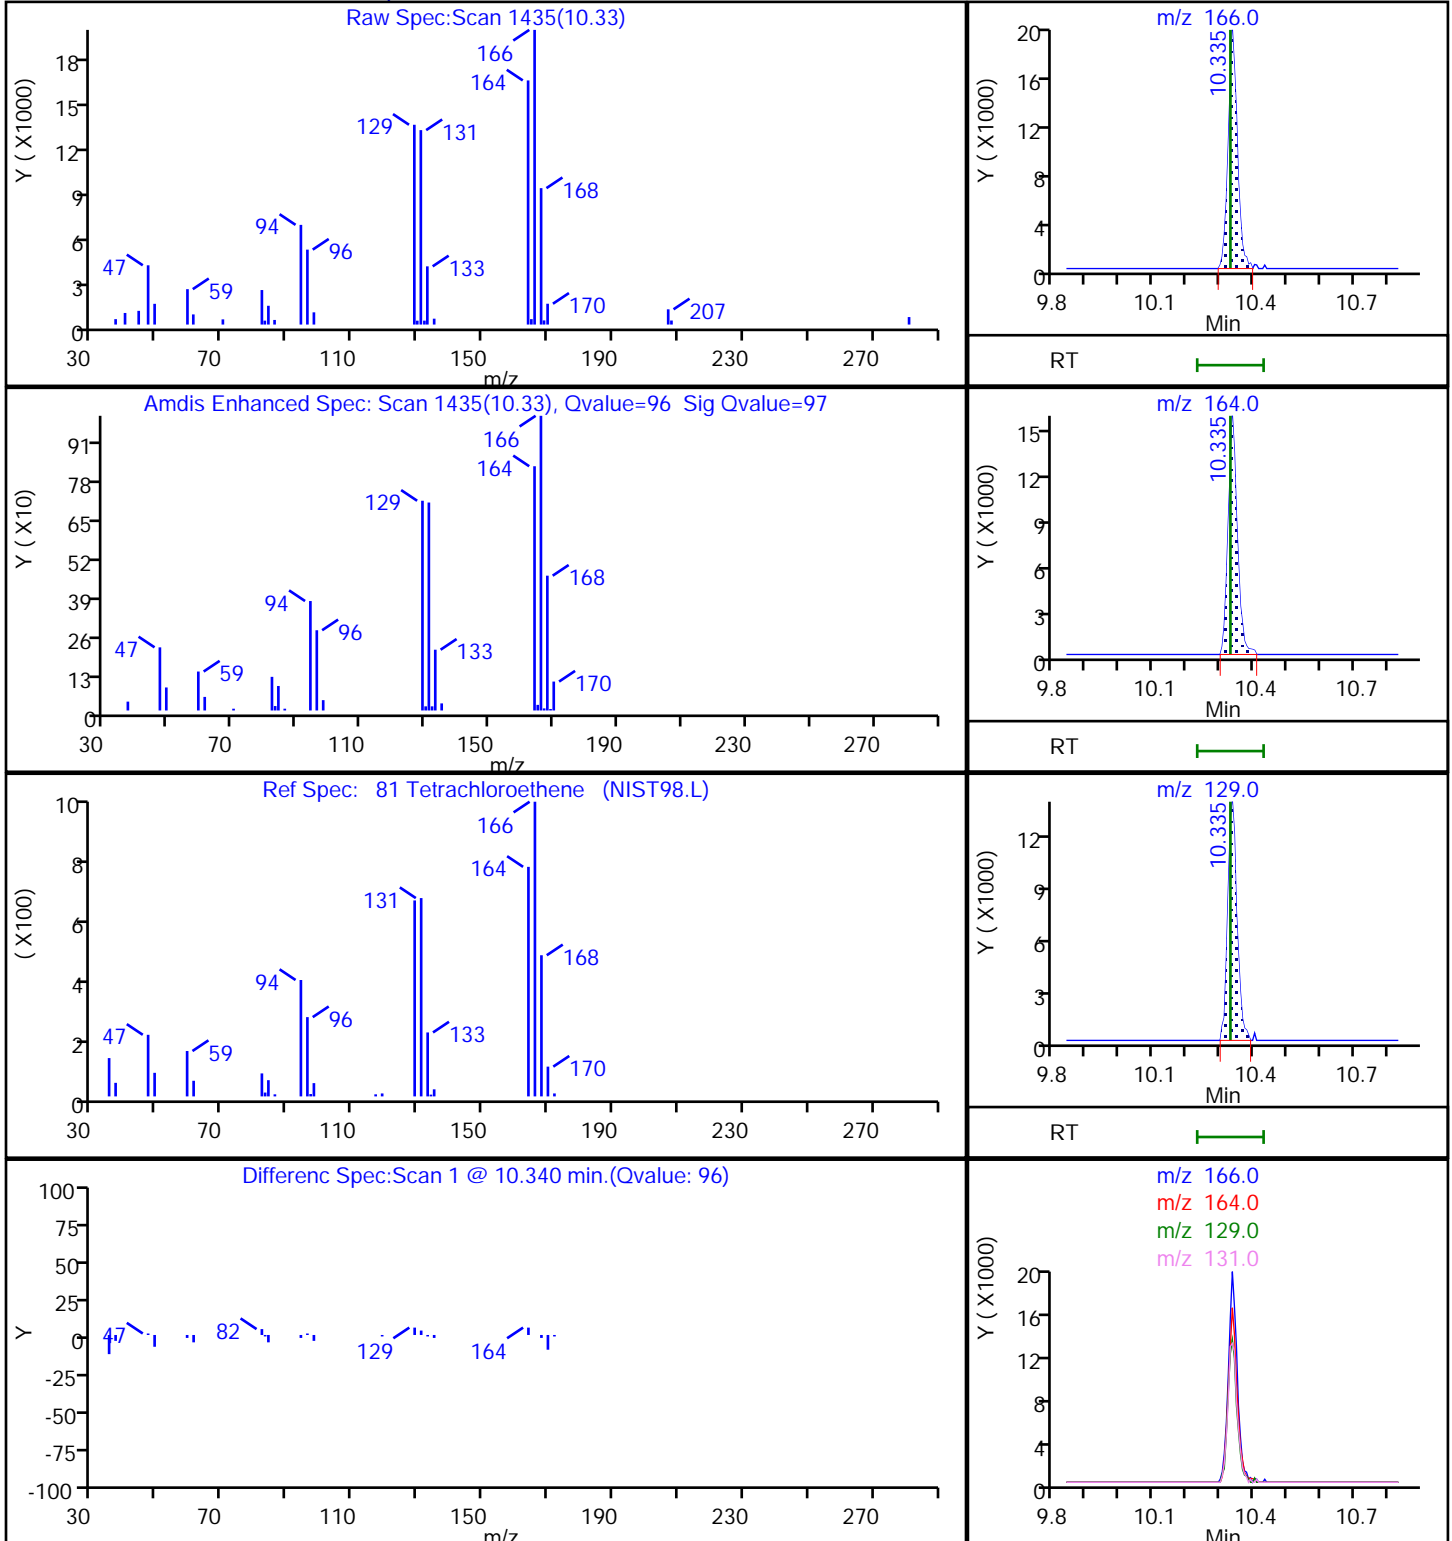 Raw Spec:Scan 1435(10.33)
Y ( X1000)
18
15
12
9
6
3
0
166
164
129
131
168
94
96
47
133
59
170
207
30 70 110 150 190 230 270
m/z
m/z 166.0
Y ( X1000)
20
16
12
8
4
0
10.335
9.8 10.1 10.4 10.7
Min
RT
Amdis Enhanced Spec: Scan 1435(10.33), Qvalue=96 Sig Qvalue=97
Y ( X10)
91
78
65
52
39
26
13
0
166
164
129
168
94
96
47
133
59
170
30 70 110 150 190 230 270
m/z
m/z 164.0
Y ( X1000)
15
12
9
6
3
0
10.335
9.8 10.1 10.4 10.7
Min
RT
Ref Spec: 81 Tetrachloroethene (NIST98.L)
( X100)
10
8
6
4
2
0
166
164
131
168
94
96
47
133
59
170
30 70 110 150 190 230 270
m/z 129.0
Y ( X1000)
12
9
6
3
0
10.335
9.8 10.1 10.4 10.7
Min
RT
Differenc Spec:Scan 1 @ 10.340 min.(Qvalue: 96)
Y
100
75
50
25
0
-25
-50
-75
-100
47
82
129
164
30 70 110 150 190 230 270
m/z
m/z 166.0
m/z 164.0
m/z 129.0
m/z 131.0
Y ( X1000)
20
16
12
8
4
0
9.8 10.1 10.4 10.7
Min